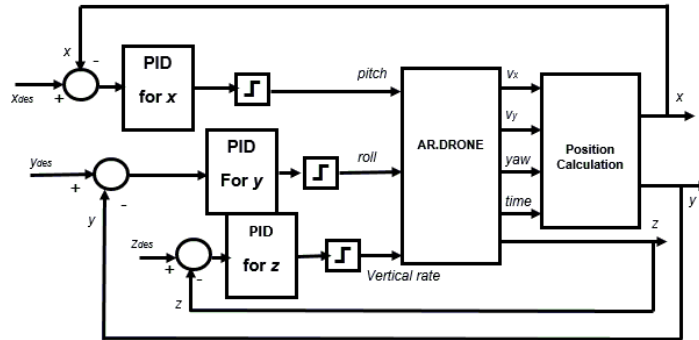 x
-
PID
for x
pitch
vx
x
xdes
+
vy
AR.DRONE
Position
Calculation
PID
For y
ydes
roll
yaw
+
-
y
time
y
PID
for z
z
zdes
+
-
Vertical rate
z